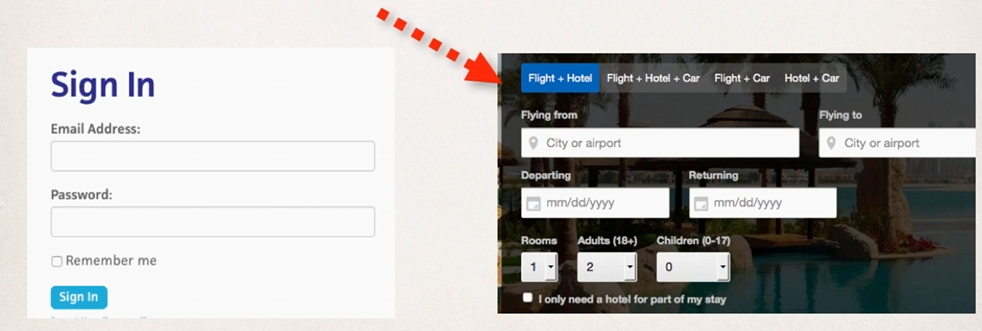 Sign In
Email Address:
Password:
Remember me
Sign In
Flight + Hotel Flight + Hotel + Car Flight + Car Hotel + Car
Flying from Flying to
City or airport City or airport
Departing Returning
mm/dd/yyyy mm/dd/yyyy
Rooms Adults (18+) Children (0-17)
1 2 0
I only need a hotel for part of my stay